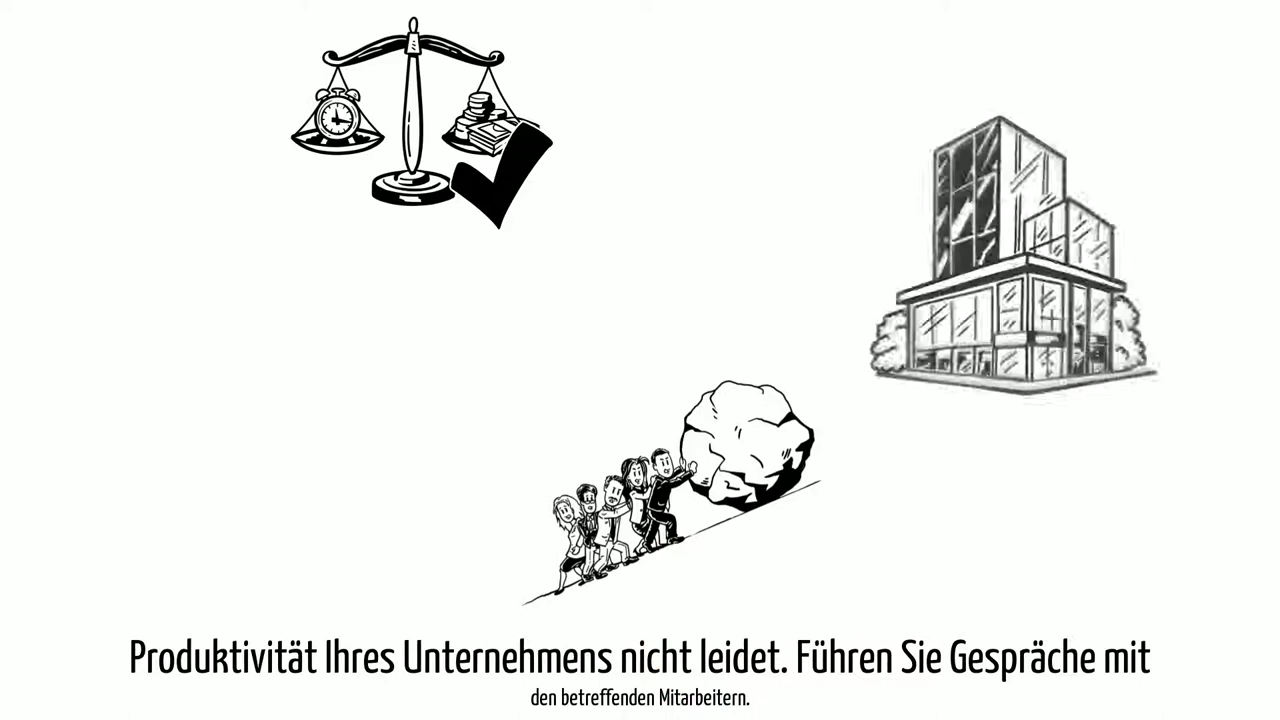 Produktivität Ihres Unternehmens nicht leidet. Führen Sie Gespräche mit
den betreffenden Mitarbeitern.